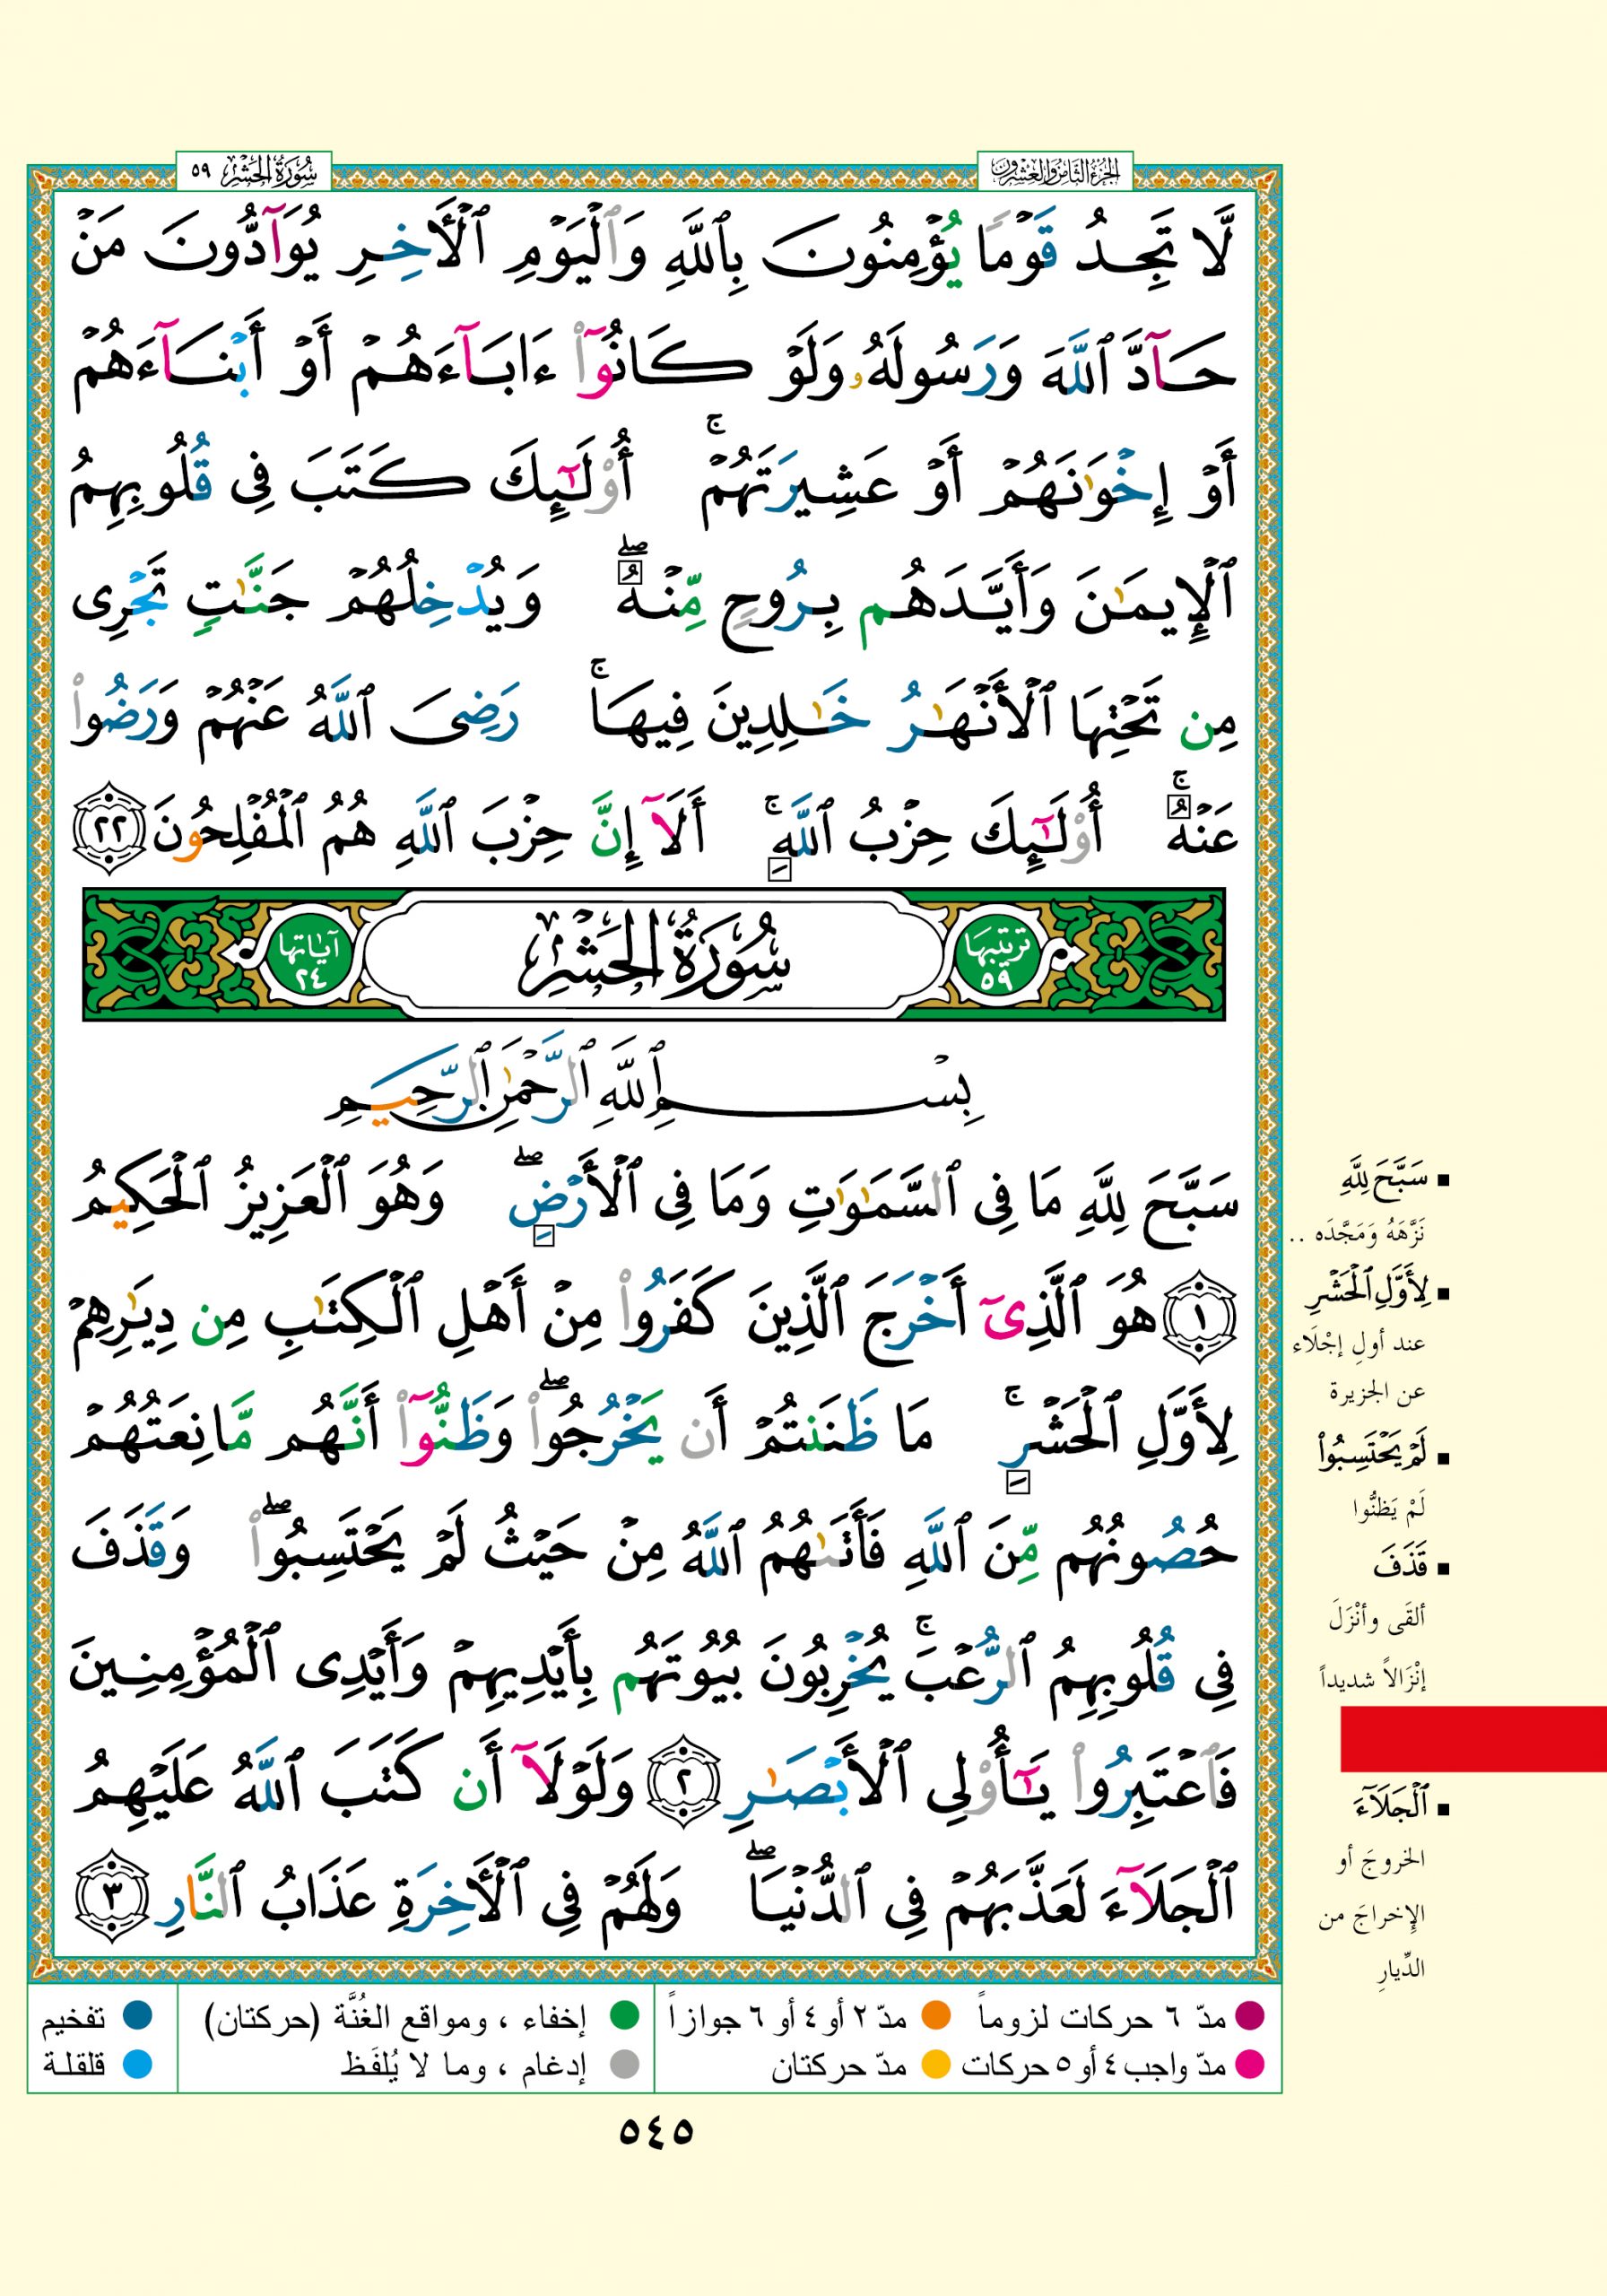 الجزء الثامن والعشرون
سورة الحشر ٥٩
لَّا تَجِدُ قَوْمًا يُؤْمِنُونَ بِٱللَّهِ وَٱلْيَوْمِ ٱلْأَخِرِ يُوَآدُّونَ مَنْ
حَآدَّ ٱللَّهَ وَرَسُولَهُۥ وَلَوْ كَانُوٓا۟ ءَابَآءَهُمْ أَوْ أَبْنَآءَهُمْ
أَوْ إِخْوَٰنَهُمْ أَوْ عَشِيرَتَهُمْ ۚ أُو۟لَٰٓئِكَ كَتَبَ فِى قُلُوبِهِمُ
ٱلْإِيمَٰنَ وَأَيَّدَهُم بِرُوحٍ مِّنْهُ ۖ وَيُدْخِلُهُمْ جَنَّٰتٍ تَجْرِى
مِن تَحْتِهَا ٱلْأَنْهَٰرُ خَٰلِدِينَ فِيهَا ۚ رَضِىَ ٱللَّهُ عَنْهُمْ وَرَضُوا۟
عَنْهُ ۚ أُو۟لَٰٓئِكَ حِزْبُ ٱللَّهِ ۚ أَلَآ إِنَّ حِزْبَ ٱللَّهِ هُمُ ٱلْمُفْلِحُونَ ٢٢
ترتيبها ٥٩ سُورَةُ الحَشْرِ آياتها ٢٤
بِسْمِ ٱللَّهِ ٱلرَّحْمَٰنِ ٱلرَّحِيمِ
سَبَّحَ لِلَّهِ مَا فِى ٱلسَّمَٰوَٰتِ وَمَا فِى ٱلْأَرْضِ ۖ وَهُوَ ٱلْعَزِيزُ ٱلْحَكِيمُ
١ هُوَ ٱلَّذِىٓ أَخْرَجَ ٱلَّذِينَ كَفَرُوا۟ مِنْ أَهْلِ ٱلْكِتَٰبِ مِن دِيَٰرِهِمْ
لِأَوَّلِ ٱلْحَشْرِ ۚ مَا ظَنَنتُمْ أَن يَخْرُجُوا۟ ۖ وَظَنُّوٓا۟ أَنَّهُم مَّانِعَتُهُمْ
حُصُونُهُم مِّنَ ٱللَّهِ فَأَتَىٰهُمُ ٱللَّهُ مِنْ حَيْثُ لَمْ يَحْتَسِبُوا۟ ۖ وَقَذَفَ
فِى قُلُوبِهِمُ ٱلرُّعْبَ ۚ يُخْرِبُونَ بُيُوتَهُم بِأَيْدِيهِمْ وَأَيْدِى ٱلْمُؤْمِنِينَ
فَٱعْتَبِرُوا۟ يَٰٓأُو۟لِى ٱلْأَبْصَٰرِ ٢ وَلَوْلَآ أَن كَتَبَ ٱللَّهُ عَلَيْهِمُ
ٱلْجَلَآءَ لَعَذَّبَهُمْ فِى ٱلدُّنْيَا ۖ وَلَهُمْ فِى ٱلْأَخِرَةِ عَذَابُ ٱلنَّارِ ٣
▪ سَبَّحَ لِلَّهِ
نَزَّهَهُ وَمَجَّدَه ..
▪ لِأَوَّلِ ٱلْحَشْرِ
عند أولِ إجْلَاء
عن الجزيرة
▪ لَمْ يَحْتَسِبُوا۟
لَمْ يَظنُّوا
▪ قَذَفَ
ألقَى وأنْزَلَ
إنْزَالاً شديداً
▪ ٱلْجَلَآءَ
الخروجَ أو
الإخراجَ من
الدِّيارِ
مدّ ٦ حركات لزوماً مدّ ٢ أو ٤ أو ٦ جوازاً إخفاء ، ومواقع الغُنَّة (حركتان) تفخيم
مدّ واجب ٤ أو ٥ حركات مدّ حركتان إدغام ، وما لا يُلفَظ قلقلة
٥٤٥